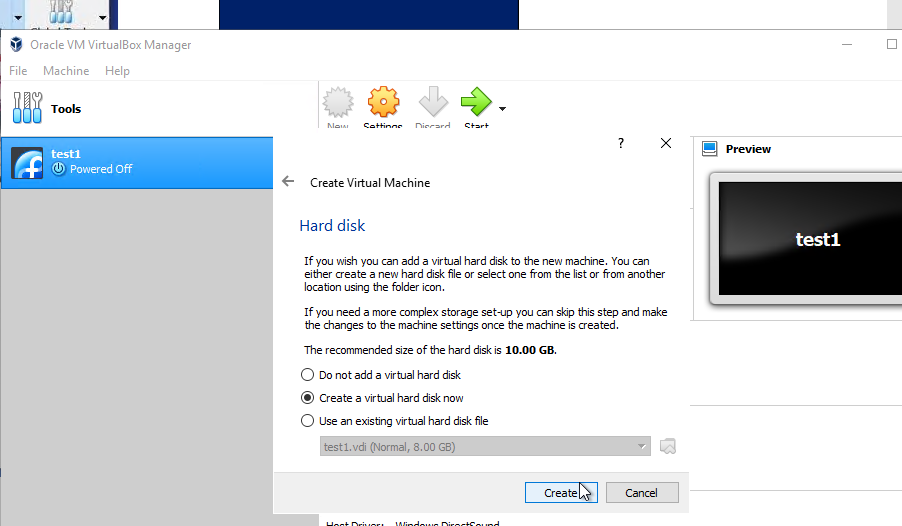 Oracle VM VirtualBox Manager
File Machine Help
Tools
New Settings Discard Start
test1
Powered Off
Preview
test1
?
Create Virtual Machine
Hard disk
If you wish you can add a virtual hard disk to the new machine. You can
either create a new hard disk file or select one from the list or from another
location using the folder icon.
If you need a more complex storage set-up you can skip this step and make
the changes to the machine settings once the machine is created.
The recommended size of the hard disk is 10.00 GB.
Do not add a virtual hard disk
Create a virtual hard disk now
Use an existing virtual hard disk file
test1.vdi (Normal, 8.00 GB)
Create Cancel
Host Driver: Windows DirectSound